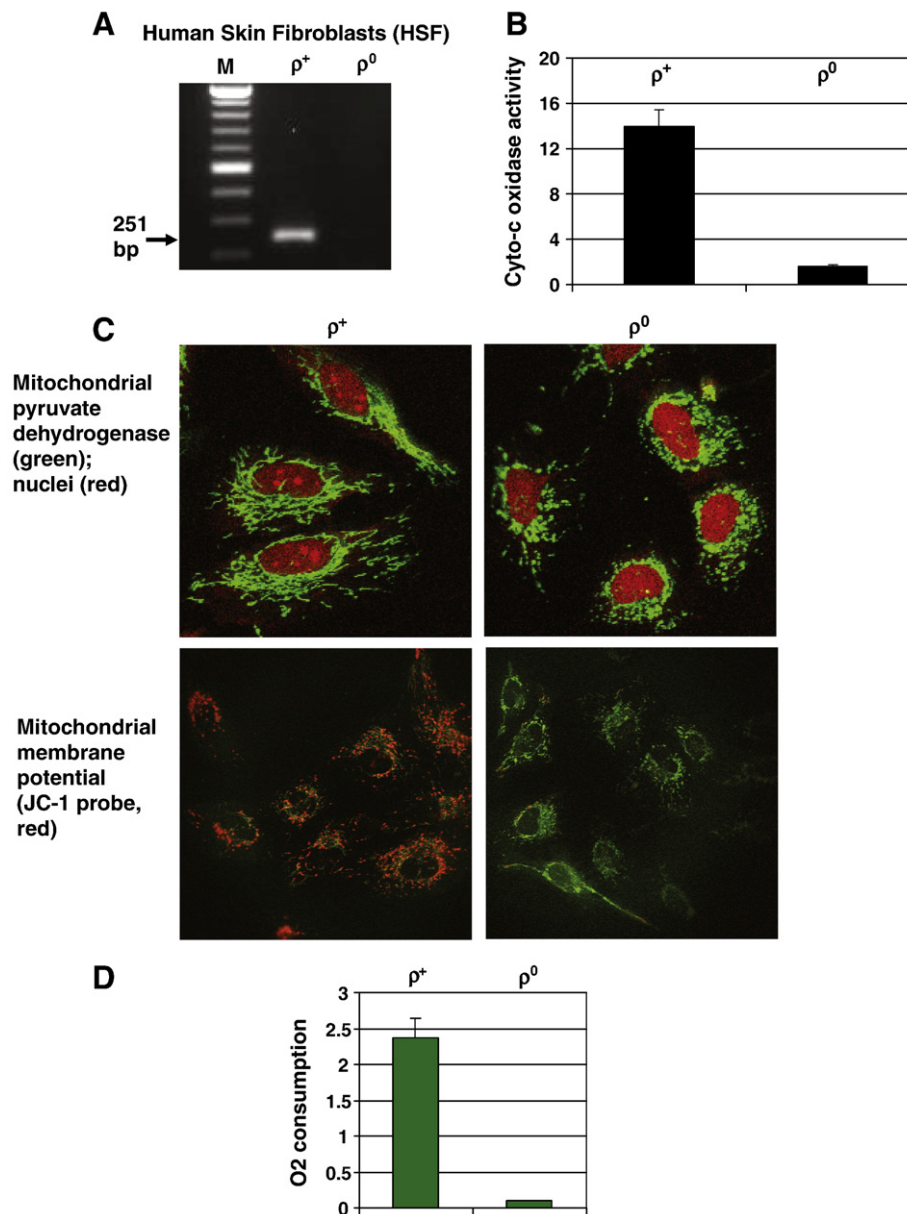 A
Human Skin Fibroblasts (HSF)
M ρ⁺ ρ⁰
251
bp
B
ρ⁺ ρ⁰
20
16
12
8
4
0
Cyto-c oxidase activity
C
ρ⁺ ρ⁰
Mitochondrial
pyruvate
dehydrogenase
(green);
nuclei (red)
Mitochondrial
membrane
potential
(JC-1 probe,
red)
D
ρ⁺ ρ⁰
3
2.5
2
1.5
1
0.5
0
O2 consumption